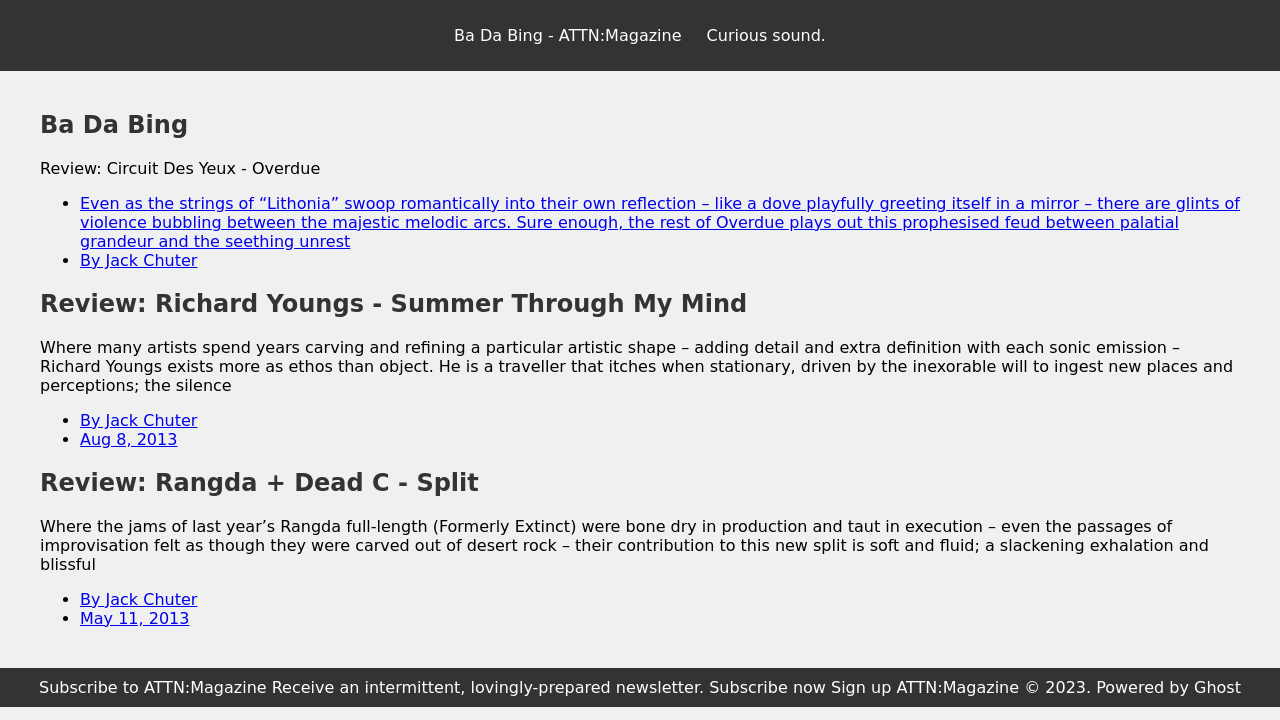 Ba Da Bing - ATTN:Magazine Curious sound.
Ba Da Bing
Review: Circuit Des Yeux - Overdue
Even as the strings of “Lithonia” swoop romantically into their own reflection – like a dove playfully greeting itself in a mirror – there are glints of
violence bubbling between the majestic melodic arcs. Sure enough, the rest of Overdue plays out this prophesised feud between palatial
grandeur and the seething unrest
By Jack Chuter
Review: Richard Youngs - Summer Through My Mind
Where many artists spend years carving and refining a particular artistic shape – adding detail and extra definition with each sonic emission –
Richard Youngs exists more as ethos than object. He is a traveller that itches when stationary, driven by the inexorable will to ingest new places and
perceptions; the silence
By Jack Chuter
Aug 8, 2013
Review: Rangda + Dead C - Split
Where the jams of last year’s Rangda full-length (Formerly Extinct) were bone dry in production and taut in execution – even the passages of
improvisation felt as though they were carved out of desert rock – their contribution to this new split is soft and fluid; a slackening exhalation and
blissful
By Jack Chuter
May 11, 2013
Subscribe to ATTN:Magazine Receive an intermittent, lovingly-prepared newsletter. Subscribe now Sign up ATTN:Magazine © 2023. Powered by Ghost